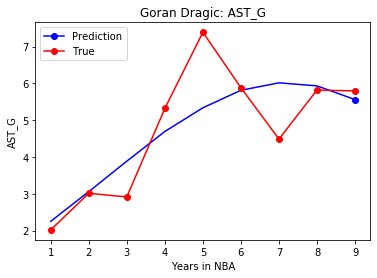 Goran Dragic: AST_G
Prediction
True
7
6
5
4
3
2
AST_G
1 2 3 4 5 6 7 8 9
Years in NBA